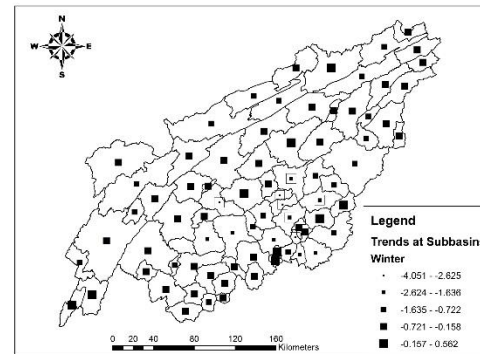 N
W E
S
Legend
Trends at Subbasin
Winter
-4.051 - -2.625
-2.624 - -1.636
-1.635 - -0.722
-0.721 - -0.158
-0.157 - 0.562
0 20 40 80 120 160
Kilometers